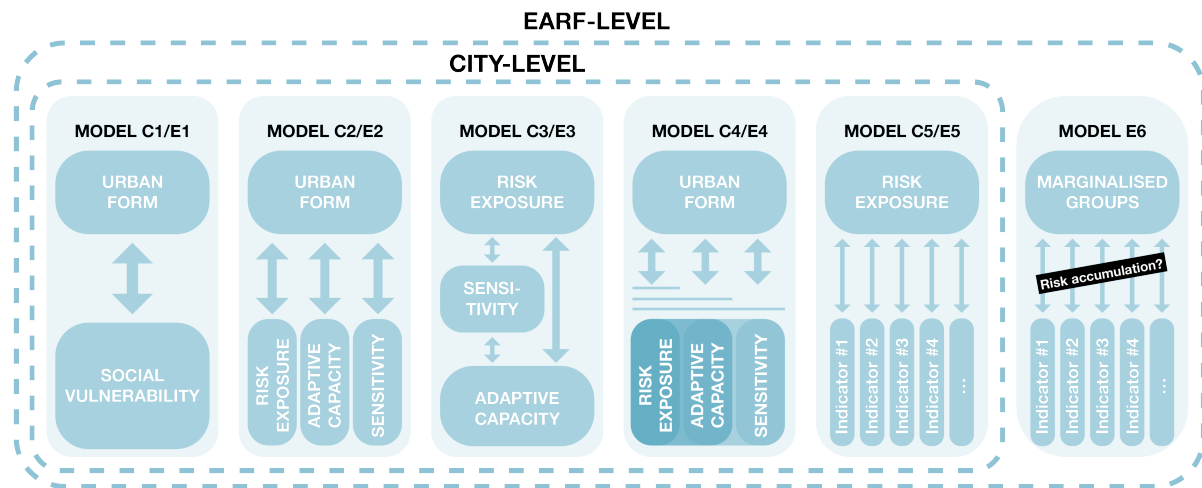 EARF-LEVEL
CITY-LEVEL
MODEL C1/E1
URBAN
FORM
SOCIAL
VULNERABILITY
MODEL C2/E2
URBAN
FORM
RISK
EXPOSURE
ADAPTIVE
CAPACITY
SENSITIVITY
MODEL C3/E3
RISK
EXPOSURE
SENSI-
TIVITY
ADAPTIVE
CAPACITY
MODEL C4/E4
URBAN
FORM
RISK
EXPOSURE
ADAPTIVE
CAPACITY
SENSITIVITY
MODEL C5/E5
RISK
EXPOSURE
Indicator #1
Indicator #2
Indicator #3
Indicator #4
...
MODEL E6
MARGINALISED
GROUPS
Risk accumulation?
Indicator #1
Indicator #2
Indicator #3
Indicator #4
...